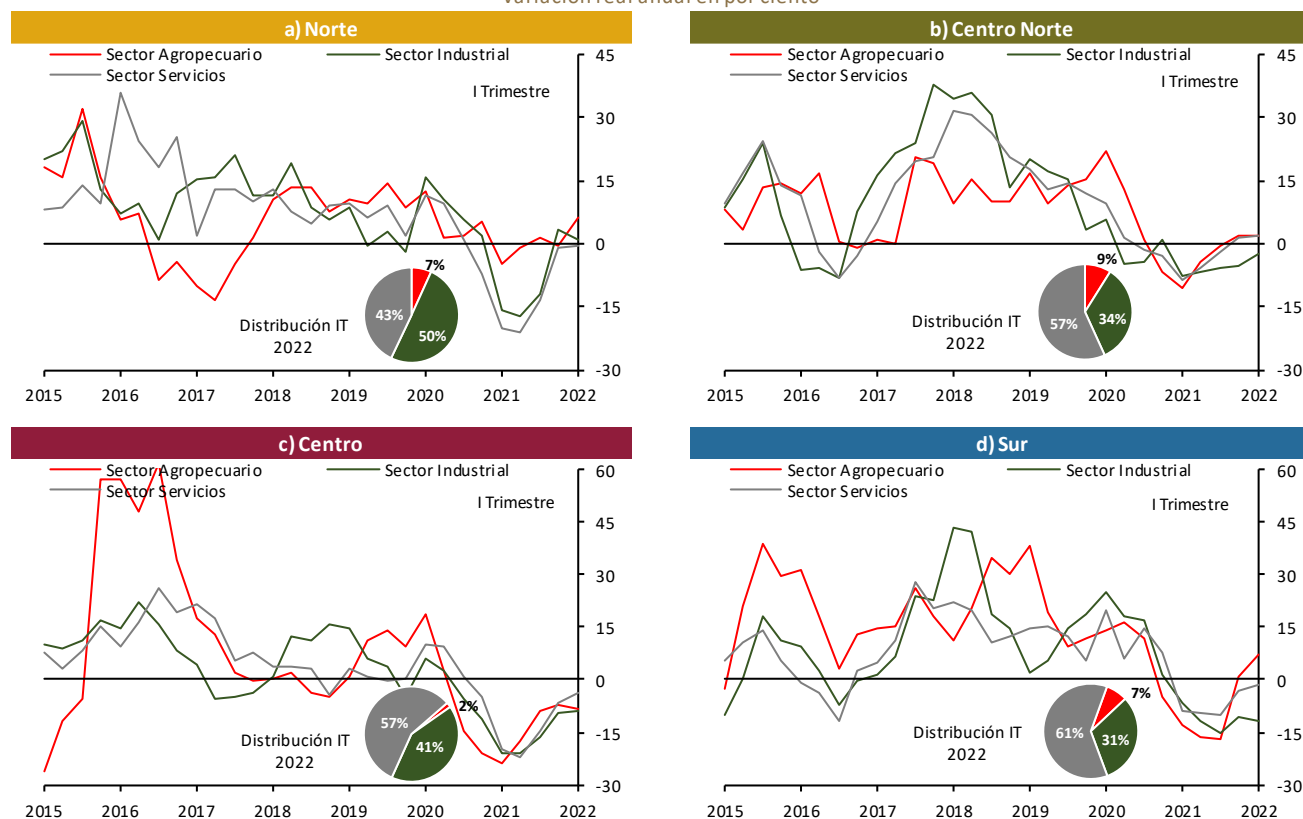 Variación real anual en por ciento
a) Norte
Sector Agropecuario
Sector Industrial
Sector Servicios
I Trimestre
45
30
15
0
-15
-30
7%
43%
50%
Distribución IT
2022
2015 2016 2017 2018 2019 2020 2021 2022
b) Centro Norte
Sector Agropecuario
Sector Industrial
Sector Servicios
I Trimestre
45
30
15
0
-15
-30
9%
57%
34%
Distribución IT
2022
2015 2016 2017 2018 2019 2020 2021 2022
c) Centro
Sector Agropecuario
Sector Industrial
Sector Servicios
I Trimestre
60
45
30
15
0
-15
-30
2%
57%
41%
Distribución IT
2022
2015 2016 2017 2018 2019 2020 2021 2022
d) Sur
Sector Agropecuario
Sector Industrial
Sector Servicios
I Trimestre
60
45
30
15
0
-15
-30
7%
61%
31%
Distribución IT
2022
2015 2016 2017 2018 2019 2020 2021 2022